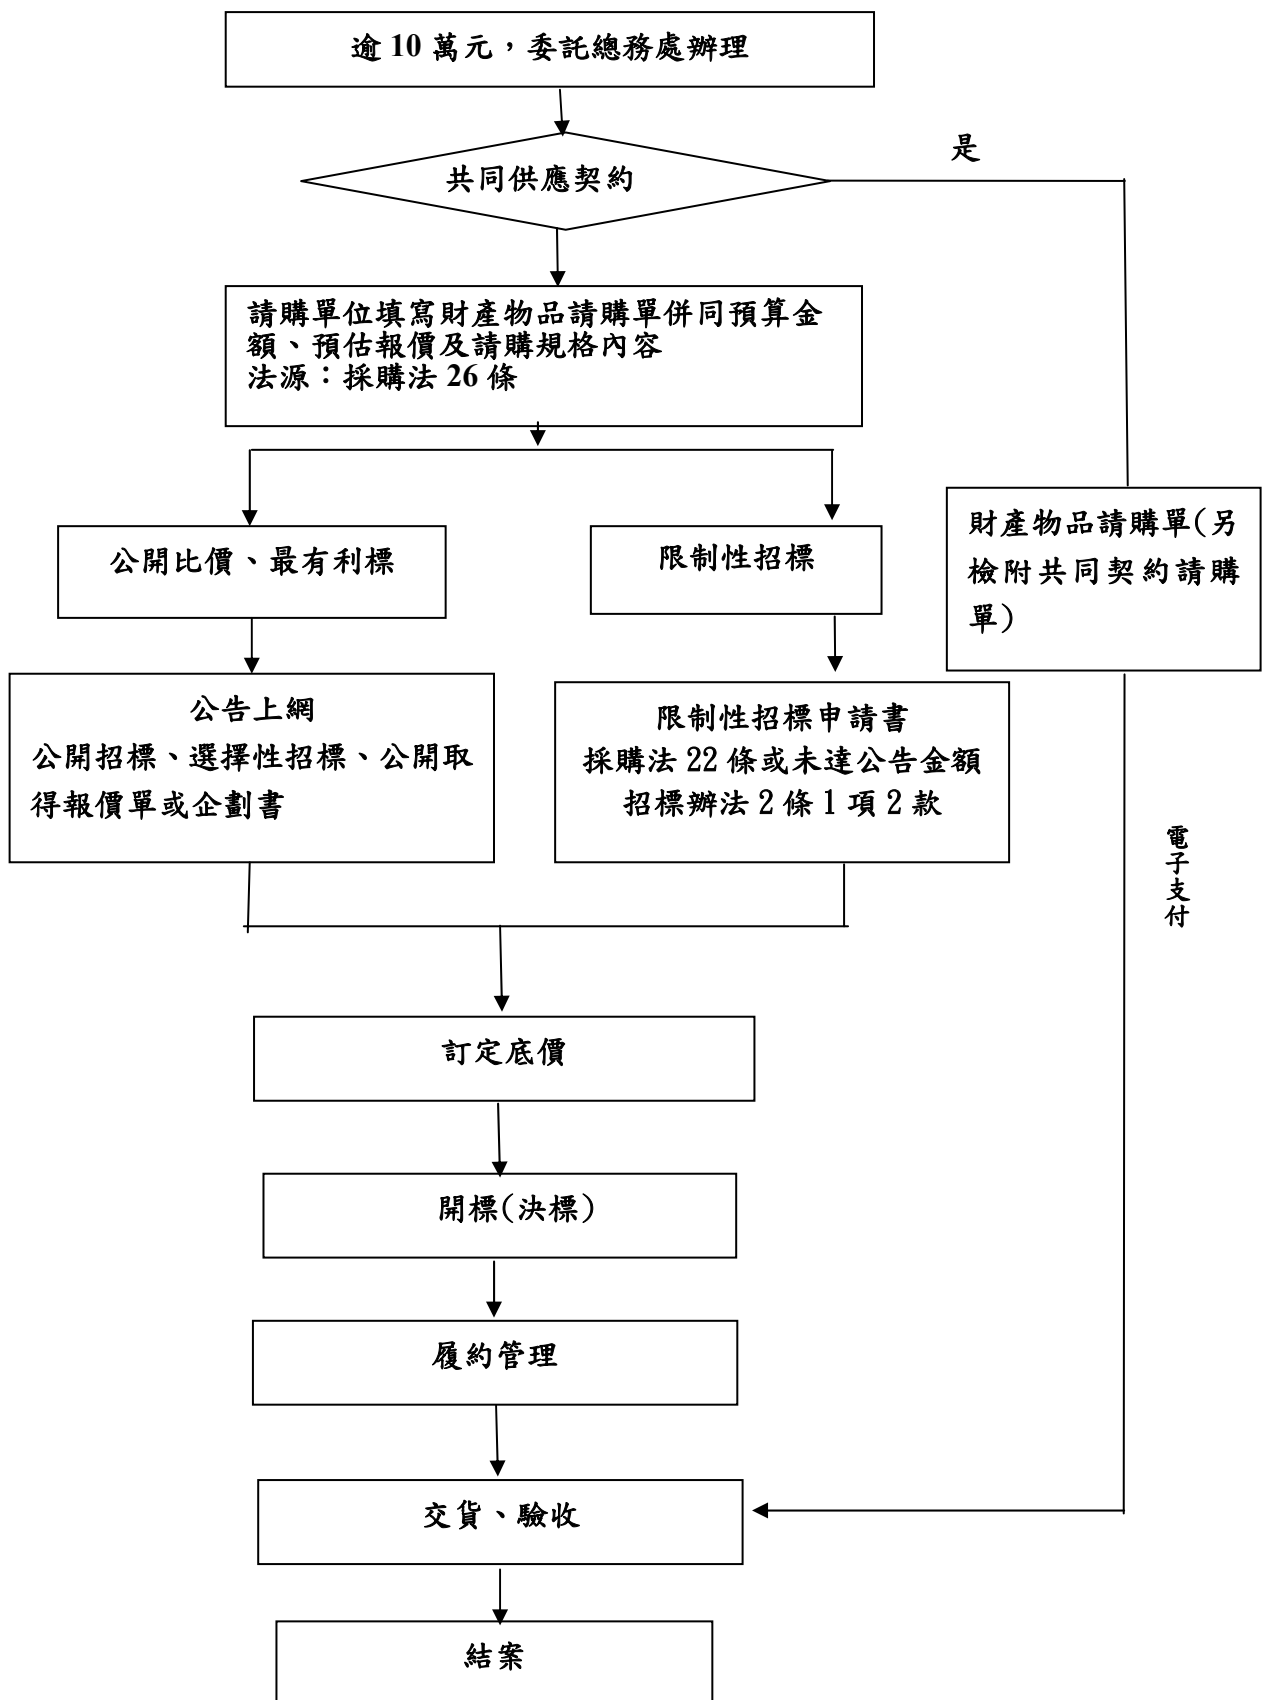 逾 10 萬元，委託總務處辦理
是
共同供應契約
請購單位填寫財產物品請購單併同預算金
額、預估報價及請購規格內容
法源：採購法 26 條
公開比價、最有利標
限制性招標
財產物品請購單(另
檢附共同契約請購
單)
公告上網
公開招標、選擇性招標、公開取
得報價單或企劃書
限制性招標申請書
採購法 22 條或未達公告金額
招標辦法 2 條 1 項 2 款
電子支付
訂定底價
開標(決標)
履約管理
交貨、驗收
結案